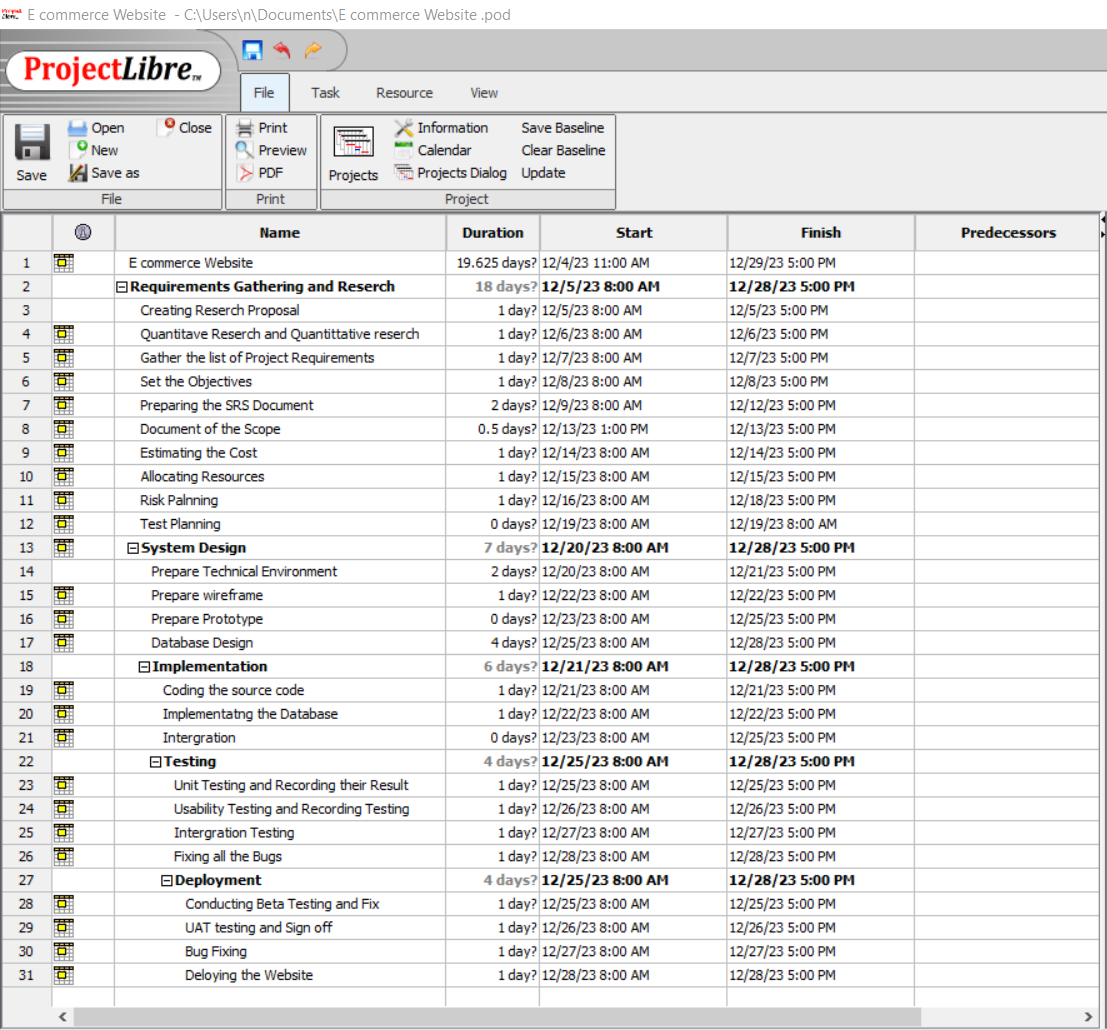 E commerce Website - C:\Users\n\Documents\E commerce Website .pod
ProjectLibre TM
File Task Resource View
Save Open New Save as Close Print Preview PDF Projects Information Calendar Projects Dialog Save Baseline Clear Baseline Update
File Print Project
Name Duration Start Finish Predecessors
1 E commerce Website 19.625 days? 12/4/23 11:00 AM 12/29/23 5:00 PM
2 Requirements Gathering and Reserch 18 days? 12/5/23 8:00 AM 12/28/23 5:00 PM
3 Creating Reserch Proposal 1 day? 12/5/23 8:00 AM 12/5/23 5:00 PM
4 Quantitave Reserch and Quantittative reserch 1 day? 12/6/23 8:00 AM 12/6/23 5:00 PM
5 Gather the list of Project Requirements 1 day? 12/7/23 8:00 AM 12/7/23 5:00 PM
6 Set the Objectives 1 day? 12/8/23 8:00 AM 12/8/23 5:00 PM
7 Preparing the SRS Document 2 days? 12/9/23 8:00 AM 12/12/23 5:00 PM
8 Document of the Scope 0.5 days? 12/13/23 1:00 PM 12/13/23 5:00 PM
9 Estimating the Cost 1 day? 12/14/23 8:00 AM 12/14/23 5:00 PM
10 Allocating Resources 1 day? 12/15/23 8:00 AM 12/15/23 5:00 PM
11 Risk Palnning 1 day? 12/16/23 8:00 AM 12/18/23 5:00 PM
12 Test Planning 0 days? 12/19/23 8:00 AM 12/19/23 8:00 AM
13 System Design 7 days? 12/20/23 8:00 AM 12/28/23 5:00 PM
14 Prepare Technical Environment 2 days? 12/20/23 8:00 AM 12/21/23 5:00 PM
15 Prepare wireframe 1 day? 12/22/23 8:00 AM 12/22/23 5:00 PM
16 Prepare Prototype 0 days? 12/23/23 8:00 AM 12/25/23 5:00 PM
17 Database Design 4 days? 12/25/23 8:00 AM 12/28/23 5:00 PM
18 Implementation 6 days? 12/21/23 8:00 AM 12/28/23 5:00 PM
19 Coding the source code 1 day? 12/21/23 8:00 AM 12/21/23 5:00 PM
20 Implementatng the Database 1 day? 12/22/23 8:00 AM 12/22/23 5:00 PM
21 Intergration 0 days? 12/23/23 8:00 AM 12/25/23 5:00 PM
22 Testing 4 days? 12/25/23 8:00 AM 12/28/23 5:00 PM
23 Unit Testing and Recording their Result 1 day? 12/25/23 8:00 AM 12/25/23 5:00 PM
24 Usability Testing and Recording Testing 1 day? 12/26/23 8:00 AM 12/26/23 5:00 PM
25 Intergration Testing 1 day? 12/27/23 8:00 AM 12/27/23 5:00 PM
26 Fixing all the Bugs 1 day? 12/28/23 8:00 AM 12/28/23 5:00 PM
27 Deployment 4 days? 12/25/23 8:00 AM 12/28/23 5:00 PM
28 Conducting Beta Testing and Fix 1 day? 12/25/23 8:00 AM 12/25/23 5:00 PM
29 UAT testing and Sign off 1 day? 12/26/23 8:00 AM 12/26/23 5:00 PM
30 Bug Fixing 1 day? 12/27/23 8:00 AM 12/27/23 5:00 PM
31 Deloying the Website 1 day? 12/28/23 8:00 AM 12/28/23 5:00 PM